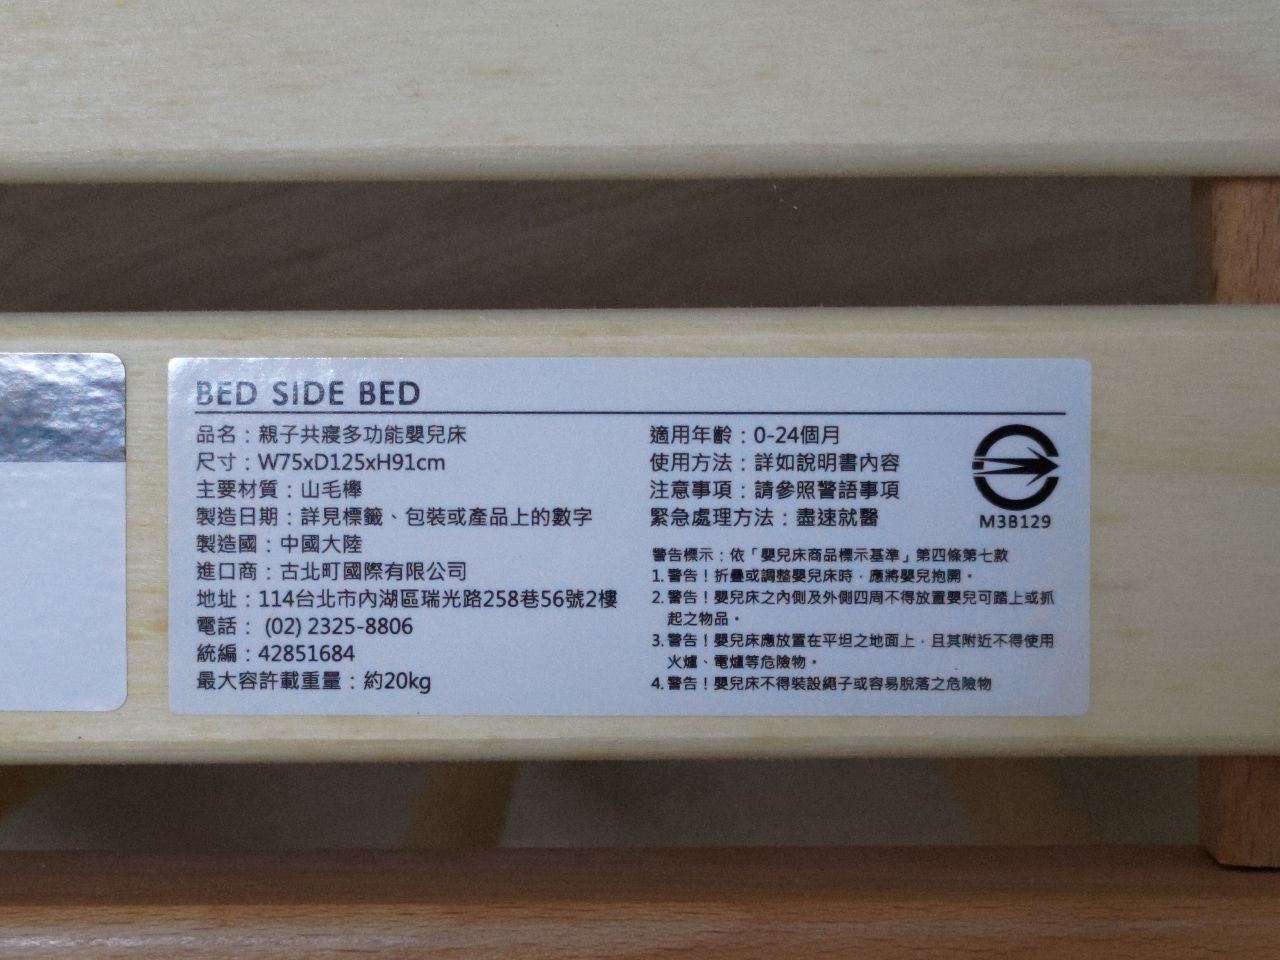 BED SIDE BED
品名：親子共寢多功能嬰兒床
尺寸：W75xD125xH91cm
主要材質：山毛櫸
製造日期：詳見標籤、包裝或產品上的數字
製造國：中國大陸
進口商：古北町國際有限公司
地址：114台北市內湖區瑞光路258巷56號2樓
電話： (02) 2325-8806
統編：42851684
最大容許載重量：約20kg
適用年齡：0-24個月
使用方法：詳如說明書內容
注意事項：請參照警語事項
緊急處理方法：盡速就醫
M3B129
警告標示：依「嬰兒床商品標示基準」第四條第七款
1. 警告！折疊或調整嬰兒床時，應將嬰兒抱開。
2. 警告！嬰兒床之內側及外側四周不得放置嬰兒可踏上或抓
起之物品。
3. 警告！嬰兒床應放置在平坦之地面上，且其附近不得使用
火爐、電爐等危險物。
4. 警告！嬰兒床不得裝設繩子或容易脫落之危險物